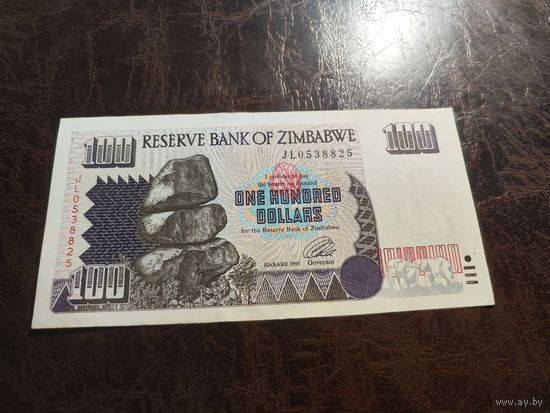 100 RESERVE BANK OF ZIMBABWE 100
JL0538825
JL0538825
I promise to pay
the bearer on demand
ONE HUNDRED
DOLLARS
for the Reserve Bank of Zimbabwe
HARARE 1995 Governor
100
www.ay.by